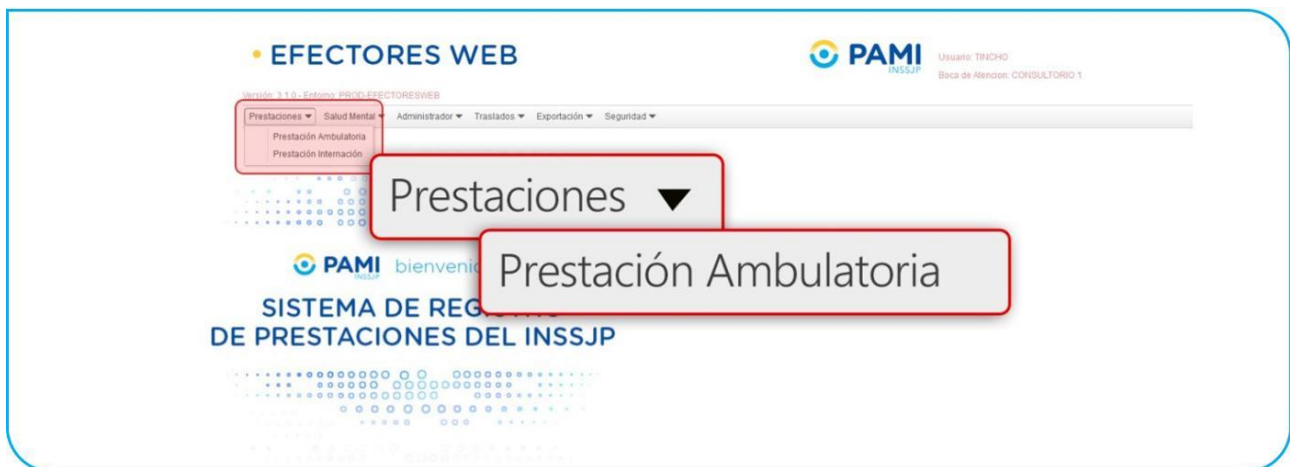 • EFECTORES WEB
PAMI
INSSJP
Usuario: TINCHO
Boca de Atencion: CONSULTORIO 1
Versión: 3.1.0 - Entorno: PROD-EFECTORESWEB
Prestaciones ▼ Salud Mental ▼ Administrador ▼ Traslados ▼ Exportación ▼ Seguridad ▼
Prestación Ambulatoria
Prestación Internación
Prestaciones ▼
Prestación Ambulatoria
PAMI
INSSJP
SISTEMA DE
DE PRESTACIONES DEL INSSJP